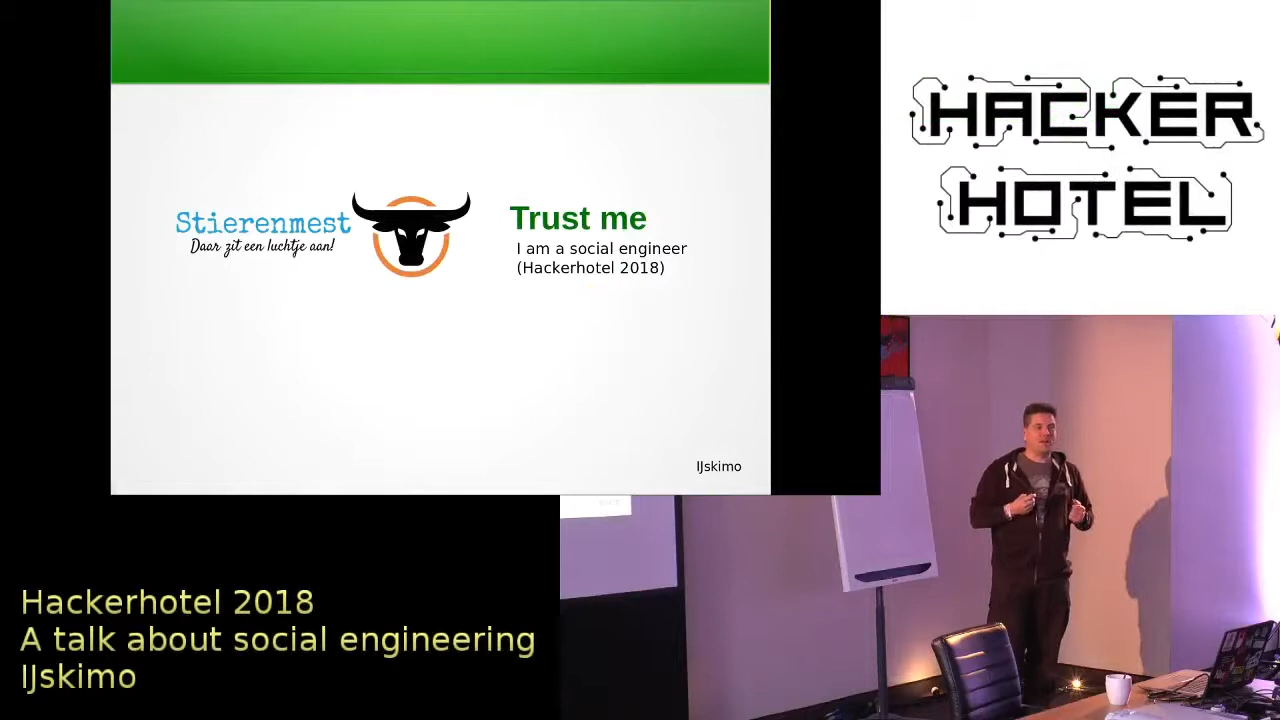 HACKER
HOTEL
Stierenmest
Daar zit een luchtje aan!
Trust me
I am a social engineer
(Hackerhotel 2018)
IJskimo
Hackerhotel 2018
A talk about social engineering
IJskimo